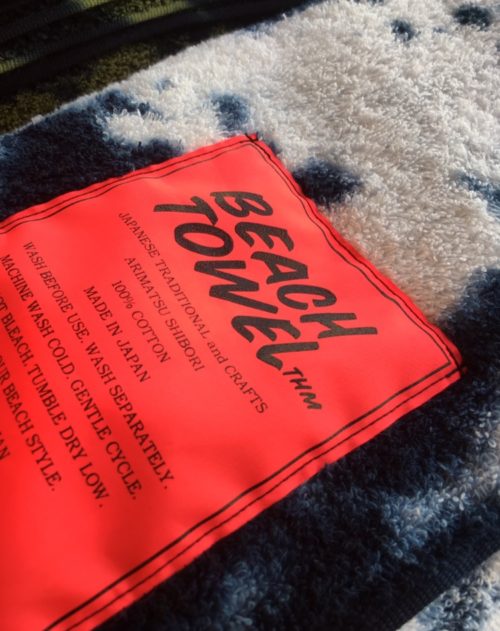 BEACH
TOWEL THM
JAPANESE TRADITIONAL and CRAFTS
ARIMATSU SHIBORI
100% COTTON
MADE IN JAPAN
WASH BEFORE USE. WASH SEPARATELY.
MACHINE WASH COLD. GENTLE CYCLE.
BLEACH. TUMBLE DRY LOW.
BEACH STYLE.